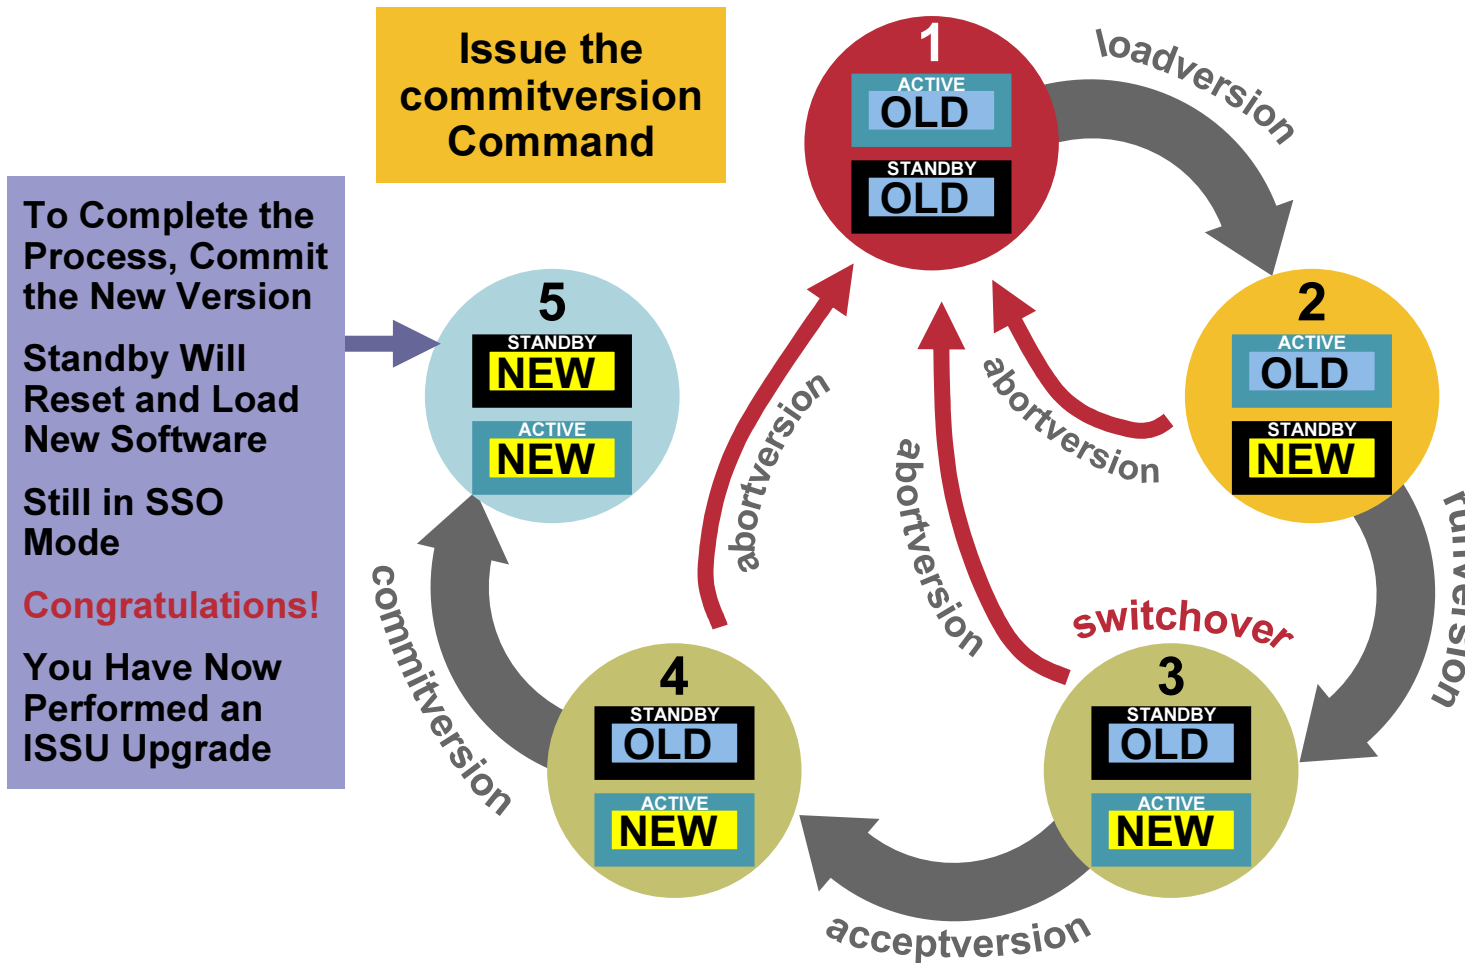 Issue the
commitversion
Command
To Complete the
Process, Commit
the New Version
Standby Will
Reset and Load
New Software
Still in SSO
Mode
Congratulations!
You Have Now
Performed an
ISSU Upgrade
1
ACTIVE
OLD
STANDBY
OLD
loadversion
2
ACTIVE
OLD
STANDBY
NEW
runversion
abortversion
switchover
3
STANDBY
OLD
ACTIVE
NEW
abortversion
acceptversion
4
STANDBY
OLD
ACTIVE
NEW
abortversion
commitversion
5
STANDBY
NEW
ACTIVE
NEW